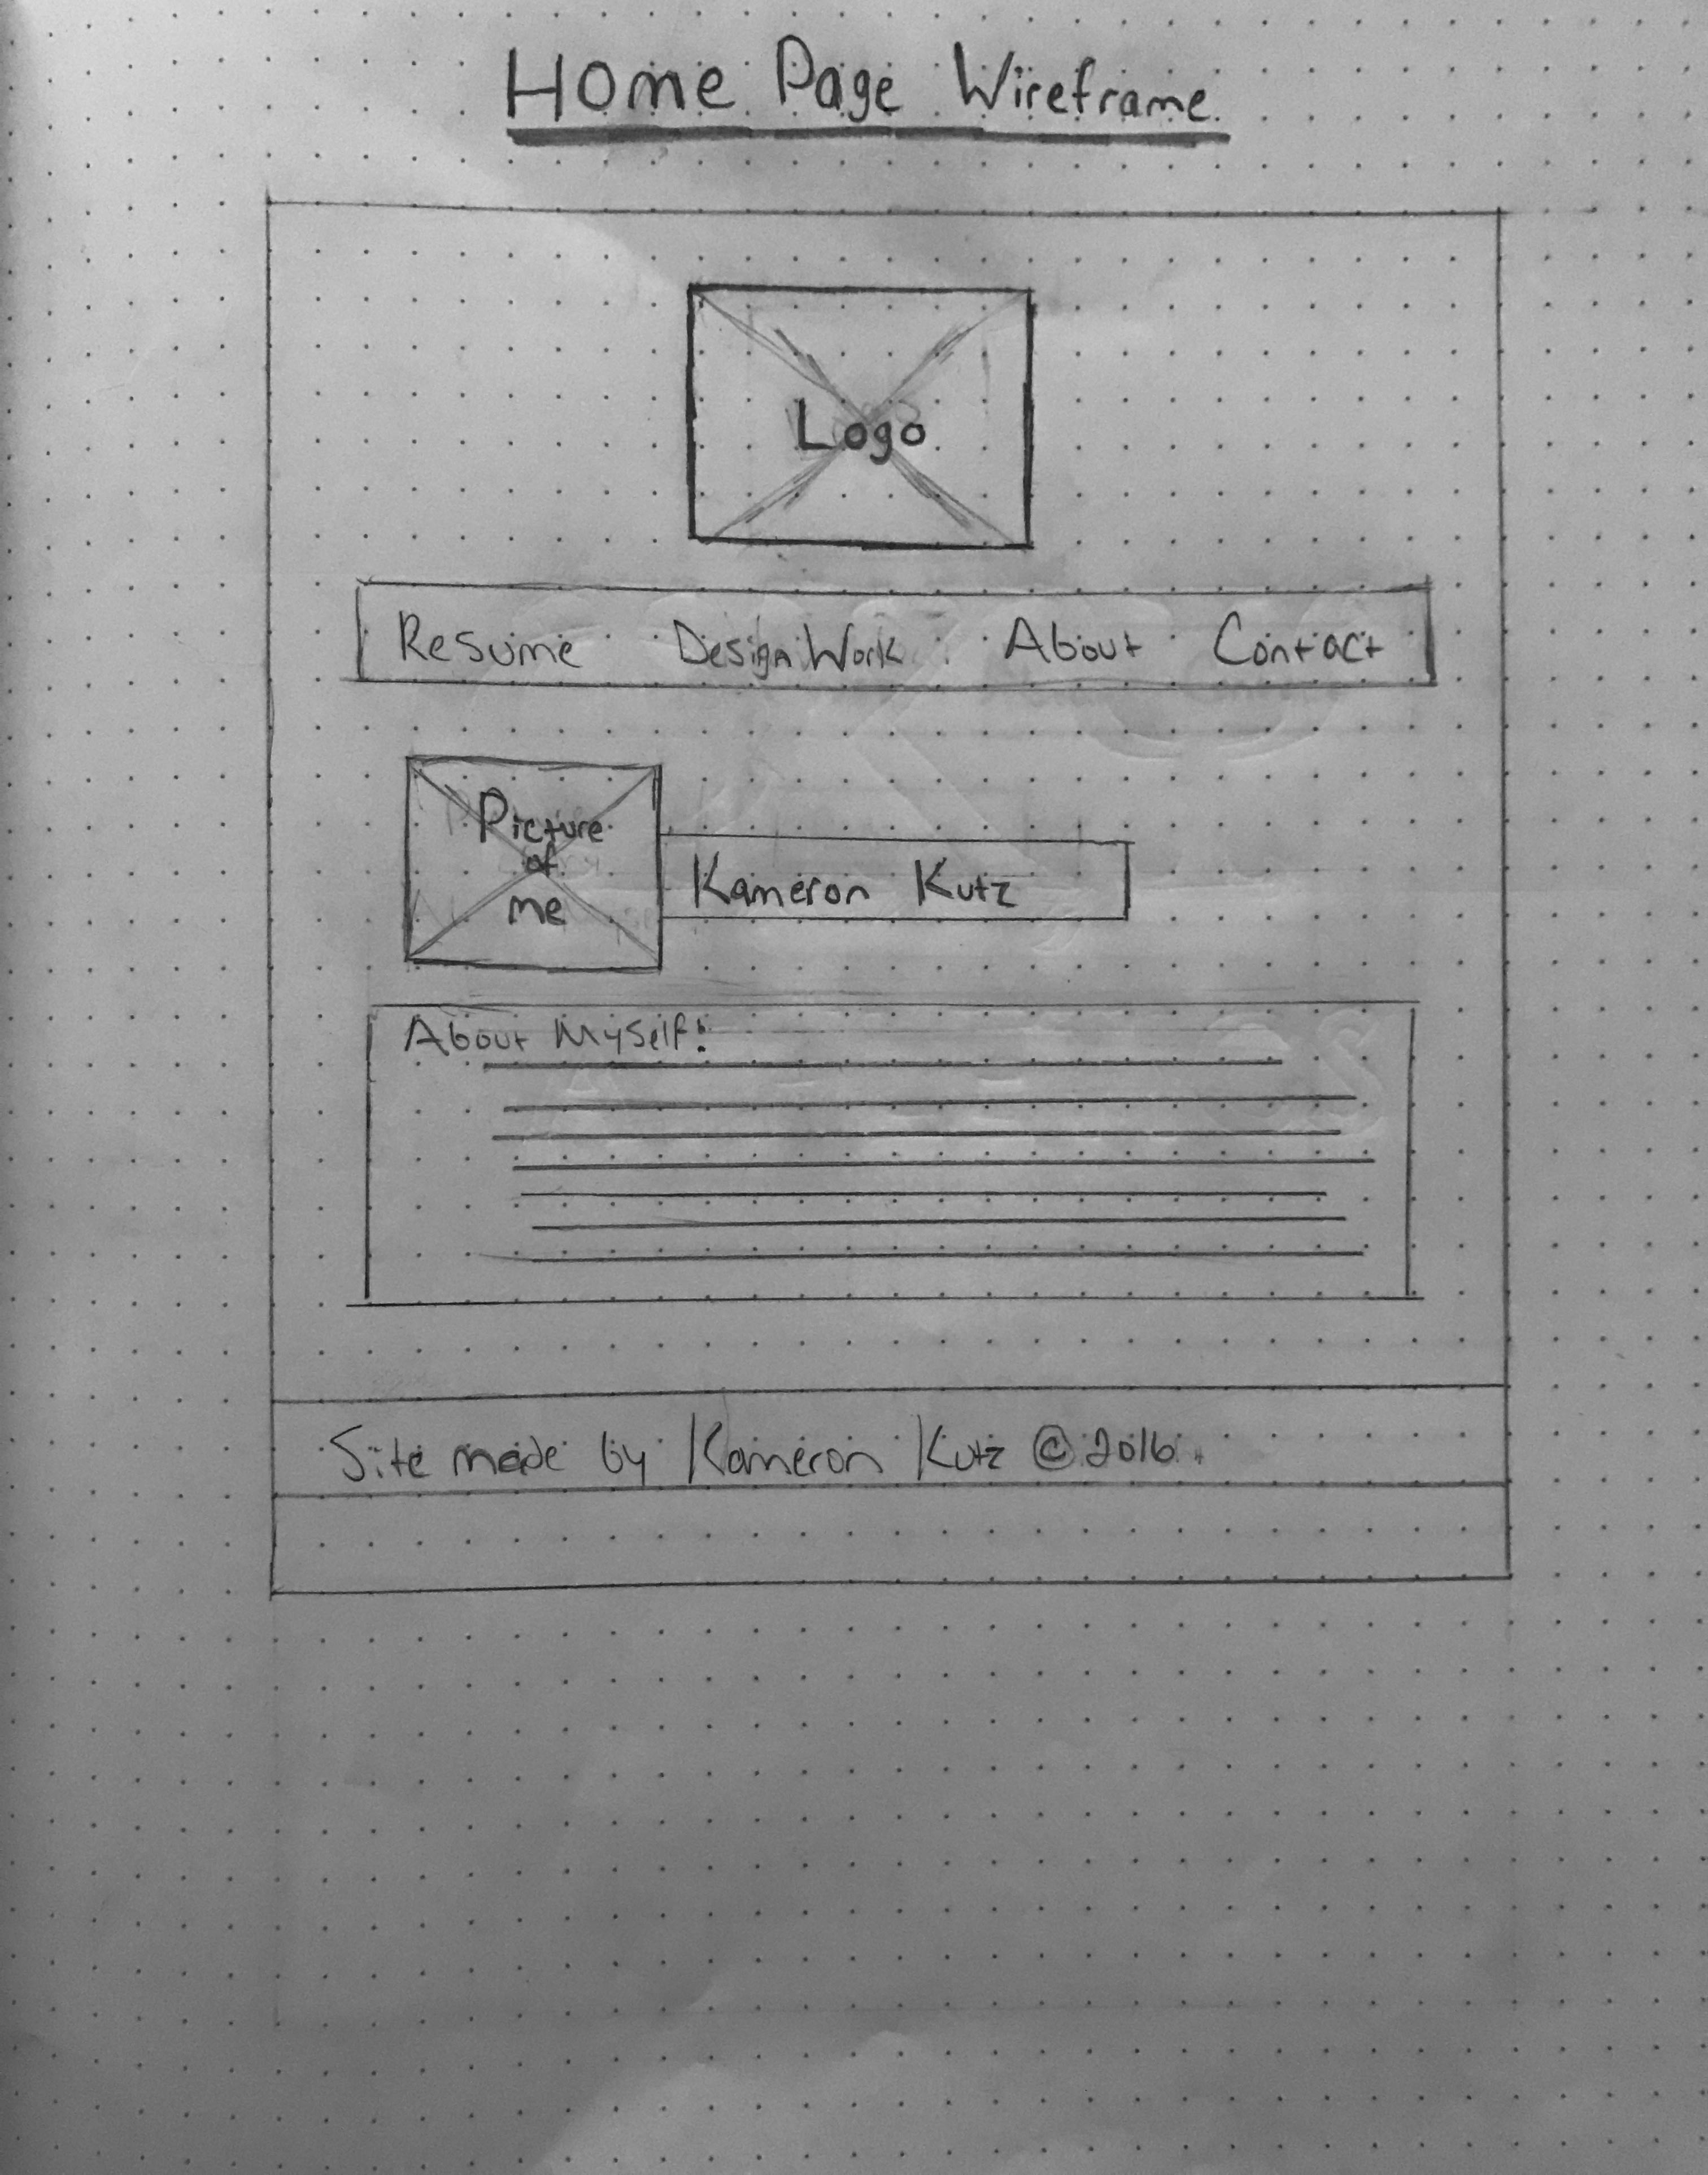 Home Page Wireframe
Logo
Resume Design Work About Contact
Picture
of
me
Kameron Kutz
About Myself:
Site made by Kameron Kutz © 2016